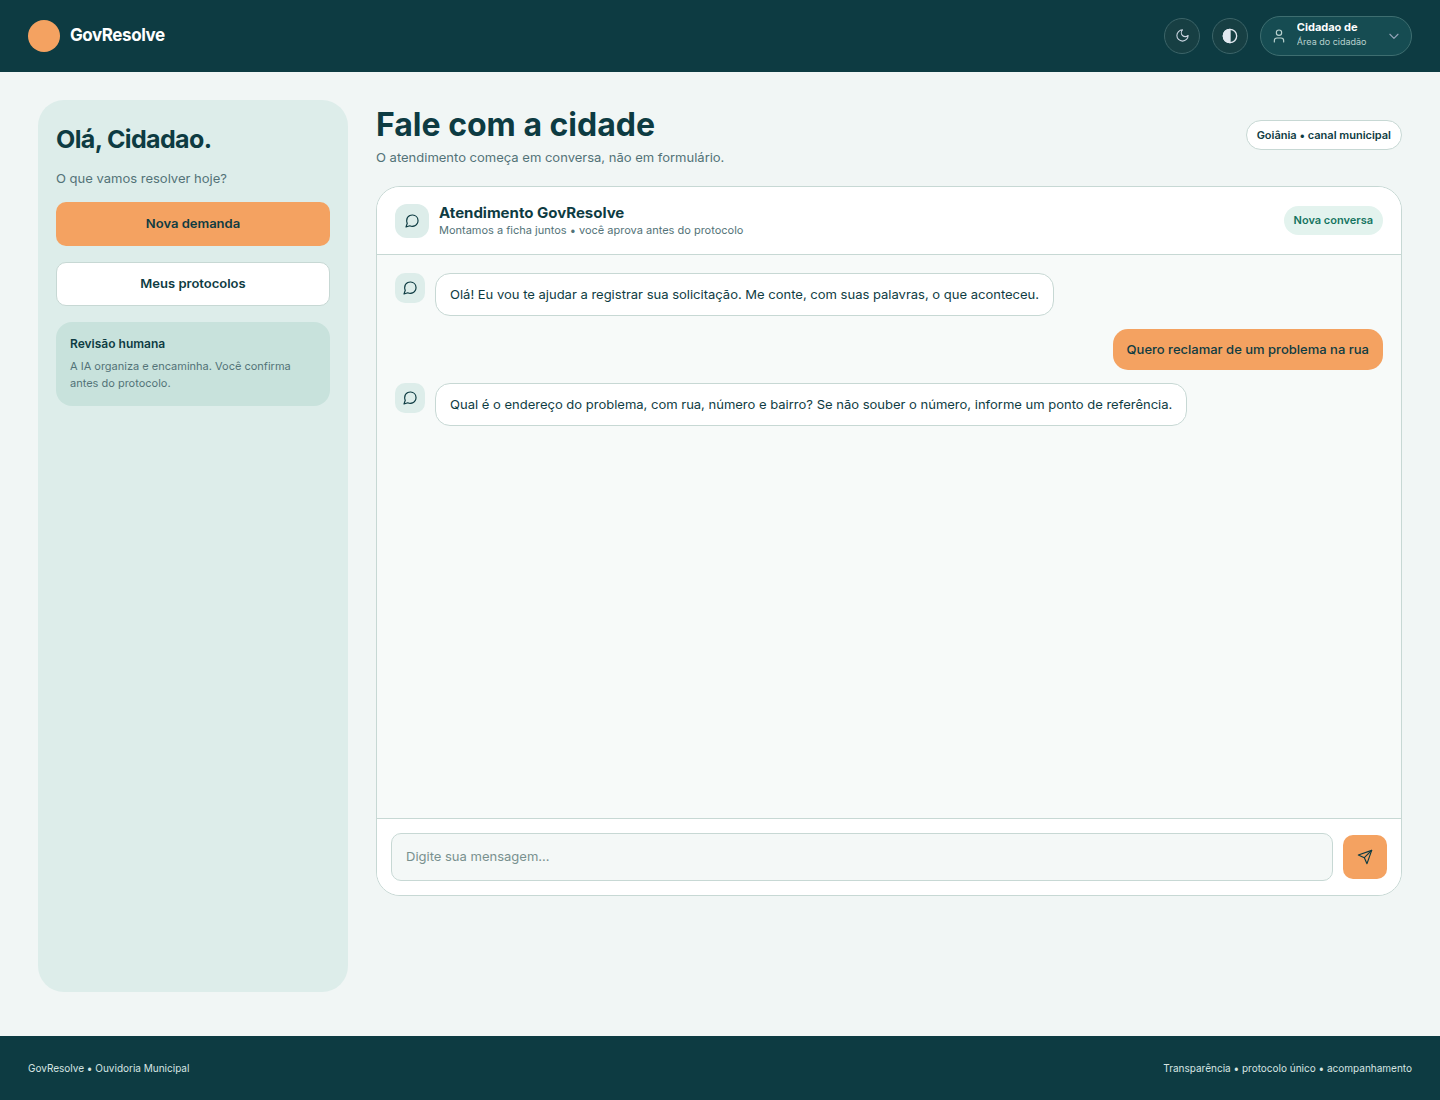 GovResolve
Cidadao de
Área do cidadão
Olá, Cidadao.
O que vamos resolver hoje?
Nova demanda
Meus protocolos
Revisão humana
A IA organiza e encaminha. Você confirma
antes do protocolo.
Fale com a cidade
O atendimento começa em conversa, não em formulário.
Goiânia • canal municipal
Atendimento GovResolve
Montamos a ficha juntos • você aprova antes do protocolo
Nova conversa
Olá! Eu vou te ajudar a registrar sua solicitação. Me conte, com suas palavras, o que aconteceu.
Quero reclamar de um problema na rua
Qual é o endereço do problema, com rua, número e bairro? Se não souber o número, informe um ponto de referência.
Digite sua mensagem...
GovResolve • Ouvidoria Municipal
Transparência • protocolo único • acompanhamento